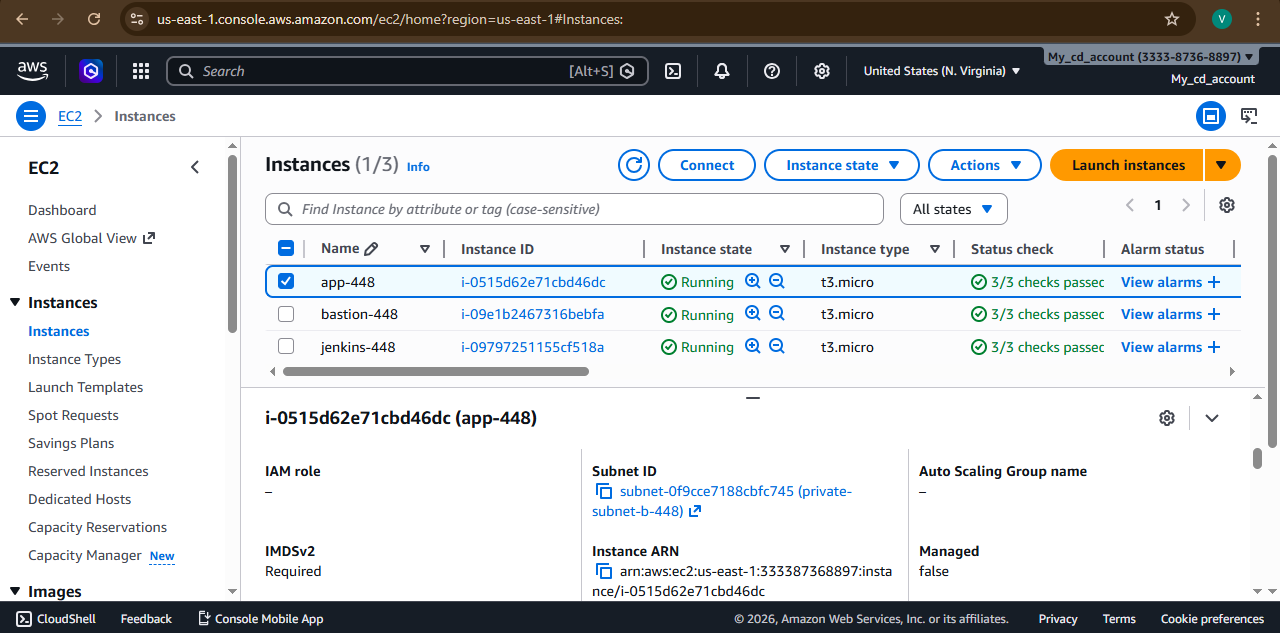 us-east-1.console.aws.amazon.com/ec2/home?region=us-east-1#Instances:
V
aws
Search
[Alt+S]
United States (N. Virginia)
My_cd_account (3333-8736-8897)
My_cd_account
EC2
Instances
EC2
Dashboard
AWS Global View
Events
Instances
Instances
Instance Types
Launch Templates
Spot Requests
Savings Plans
Reserved Instances
Dedicated Hosts
Capacity Reservations
Capacity Manager New
Images
Instances (1/3) Info
Connect
Instance state
Actions
Launch instances
Find Instance by attribute or tag (case-sensitive)
All states
1
Name Instance ID Instance state Instance type Status check Alarm status
app-448 i-0515d62e71cbd46dc Running t3.micro 3/3 checks passec View alarms
bastion-448 i-09e1b2467316bebfa Running t3.micro 3/3 checks passec View alarms
jenkins-448 i-09797251155cf518a Running t3.micro 3/3 checks passec View alarms
i-0515d62e71cbd46dc (app-448)
IAM role
–
Subnet ID
subnet-0f9cce7188cbfc745 (private-
subnet-b-448)
Auto Scaling Group name
–
IMDSv2
Required
Instance ARN
arn:aws:ec2:us-east-1:333387368897:insta
nce/i-0515d62e71cbd46dc
Managed
false
CloudShell Feedback Console Mobile App © 2026, Amazon Web Services, Inc. or its affiliates. Privacy Terms Cookie preferences